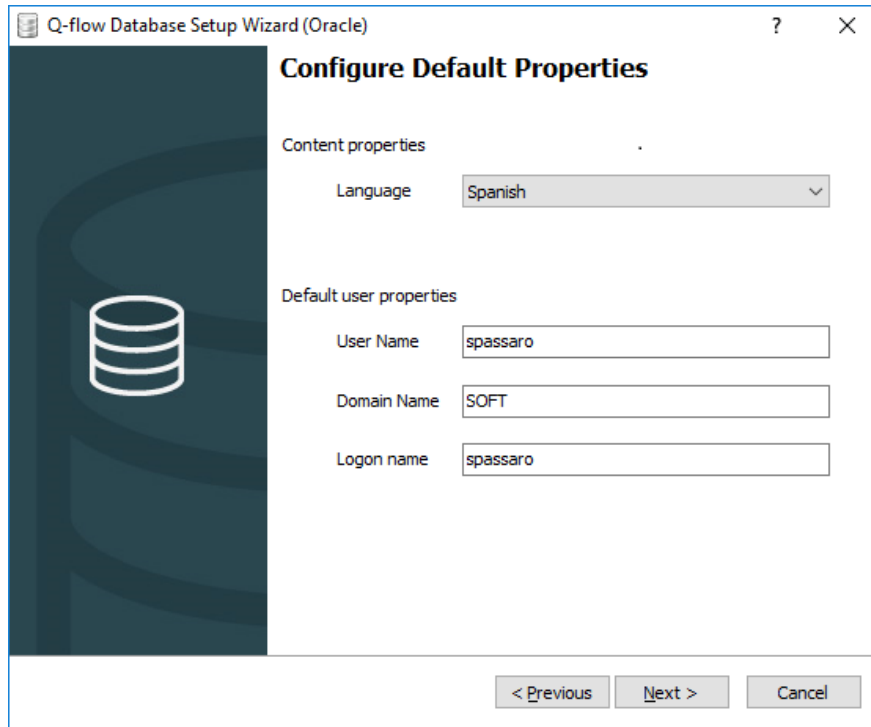 Q-flow Database Setup Wizard (Oracle) ?
Configure Default Properties
Content properties .
Language Spanish
Default user properties
User Name spassaro
Domain Name SOFT
Logon name spassaro
< Previous Next > Cancel